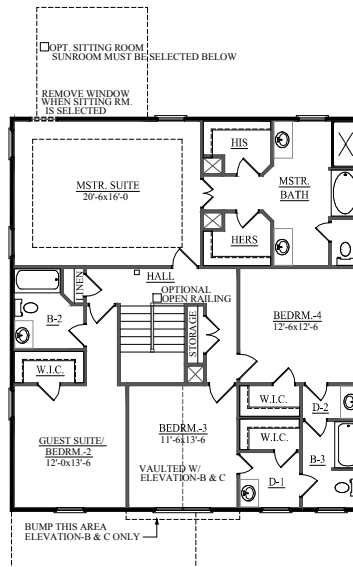 OPT. SITTING ROOM
SUNROOM MUST BE SELECTED BELOW
REMOVE WINDOW
WHEN SITTING RM.
IS SELECTED
HIS
MSTR. SUITE
20'-6x16'-0
MSTR.
BATH
HERS
LINEN
HALL
OPTIONAL
OPEN RAILING
B-2
STORAGE
BEDRM.-4
12'-6x12'-6
W.I.C.
W.I.C.
D-2
BEDRM.-3
11'-6x13'-6
W.I.C.
GUEST SUITE/
BEDRM.-2
12'-0x13'-6
VAULTED W/
ELEVATION-B & C
B-3
D-1
BUMP THIS AREA
ELEVATION-B & C ONLY